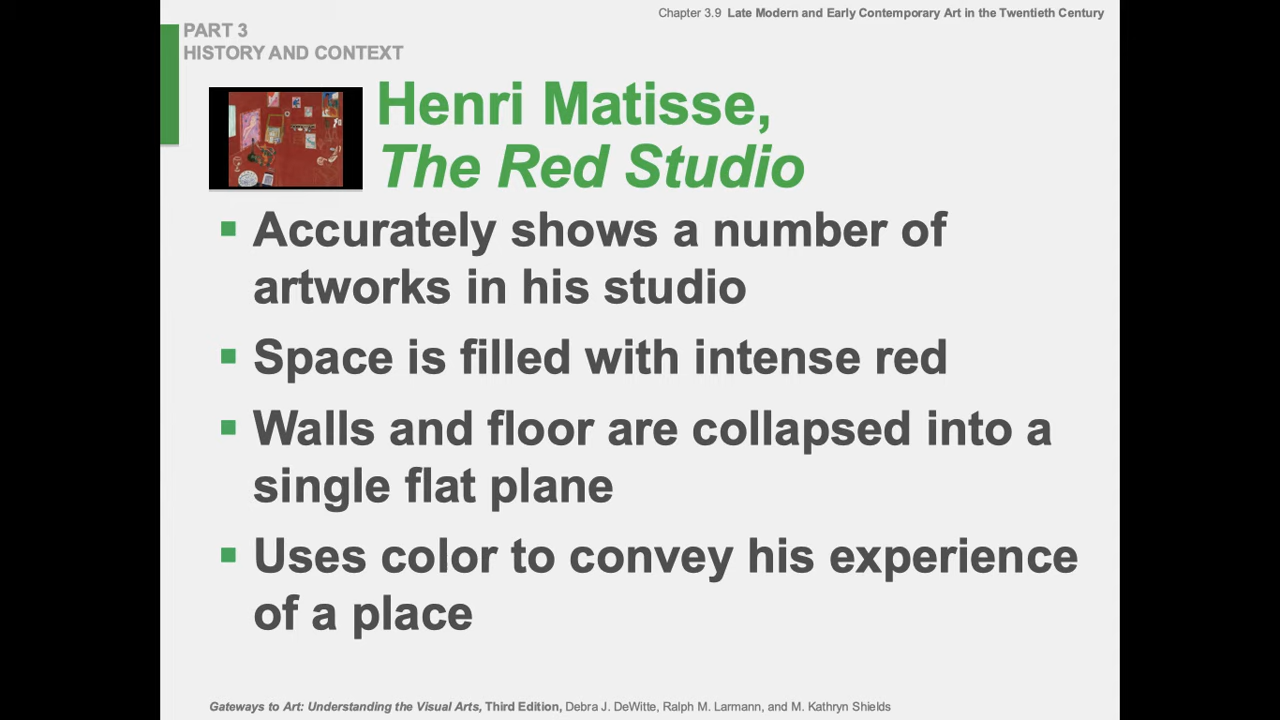 Chapter 3.9 Late Modern and Early Contemporary Art in the Twentieth Century
PART 3
HISTORY AND CONTEXT
Henri Matisse,
The Red Studio
▪ Accurately shows a number of
artworks in his studio
▪ Space is filled with intense red
▪ Walls and floor are collapsed into a
single flat plane
▪ Uses color to convey his experience
of a place
Gateways to Art: Understanding the Visual Arts, Third Edition, Debra J. DeWitte, Ralph M. Larmann, and M. Kathryn Shields